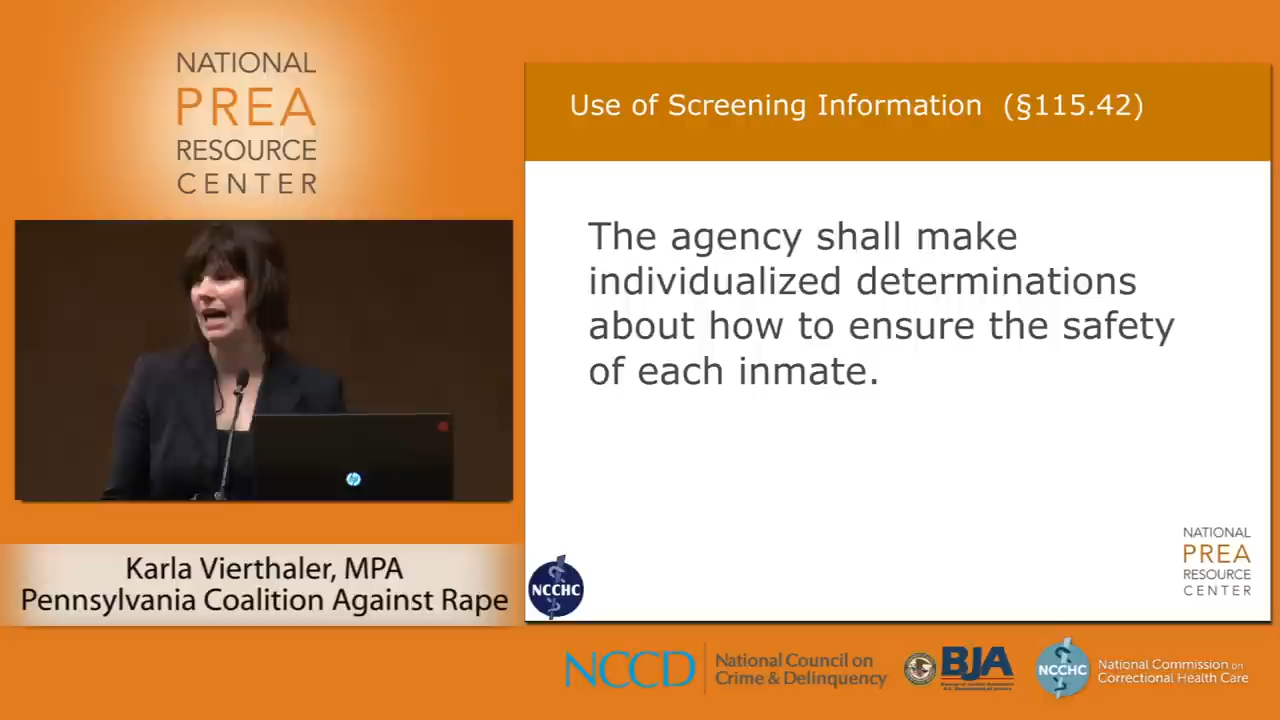 NATIONAL
PREA
RESOURCE
CENTER
Use of Screening Information (§115.42)
The agency shall make
individualized determinations
about how to ensure the safety
of each inmate.
hp
Karla Vierthaler, MPA
Pennsylvania Coalition Against Rape
NCCHC
NATIONAL
PREA
RESOURCE
CENTER
NCCD
National Council on
Crime & Delinquency
BJA
NCCHC
National Commission on
Correctional Health Care